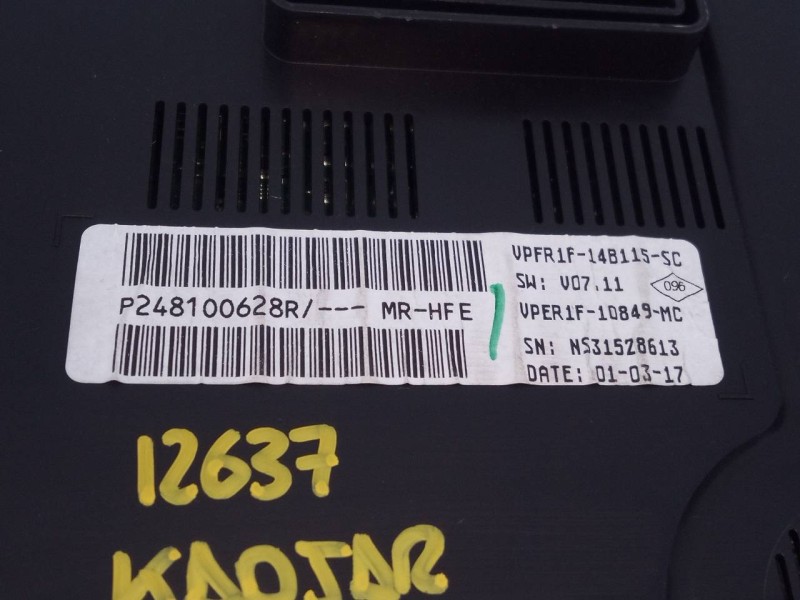 VPFR1F-14B115-SC
SW: V07.11
096
P248100628R/--- MR-HFE
VPER1F-10849-MC
SN: NS31528613
DATE: 01-03-17
12637
KADJAR